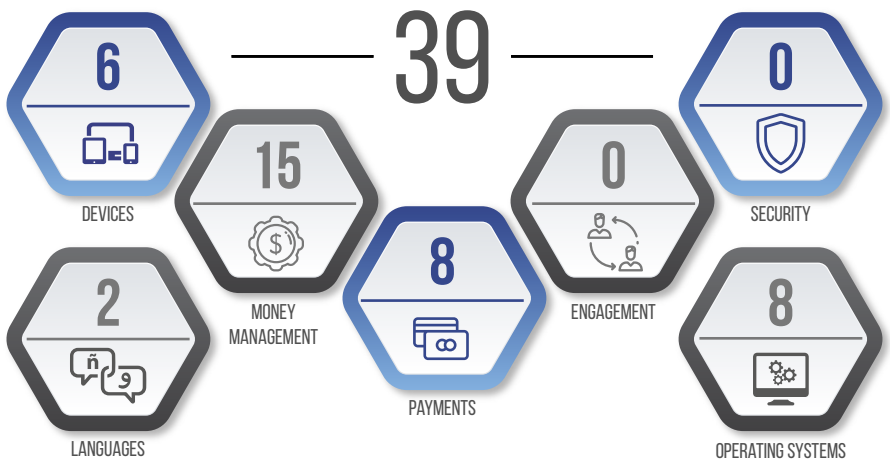 39
6
DEVICES
15
MONEY
MANAGEMENT
8
PAYMENTS
0
ENGAGEMENT
0
SECURITY
2
ñ
و
LANGUAGES
8
OPERATING SYSTEMS